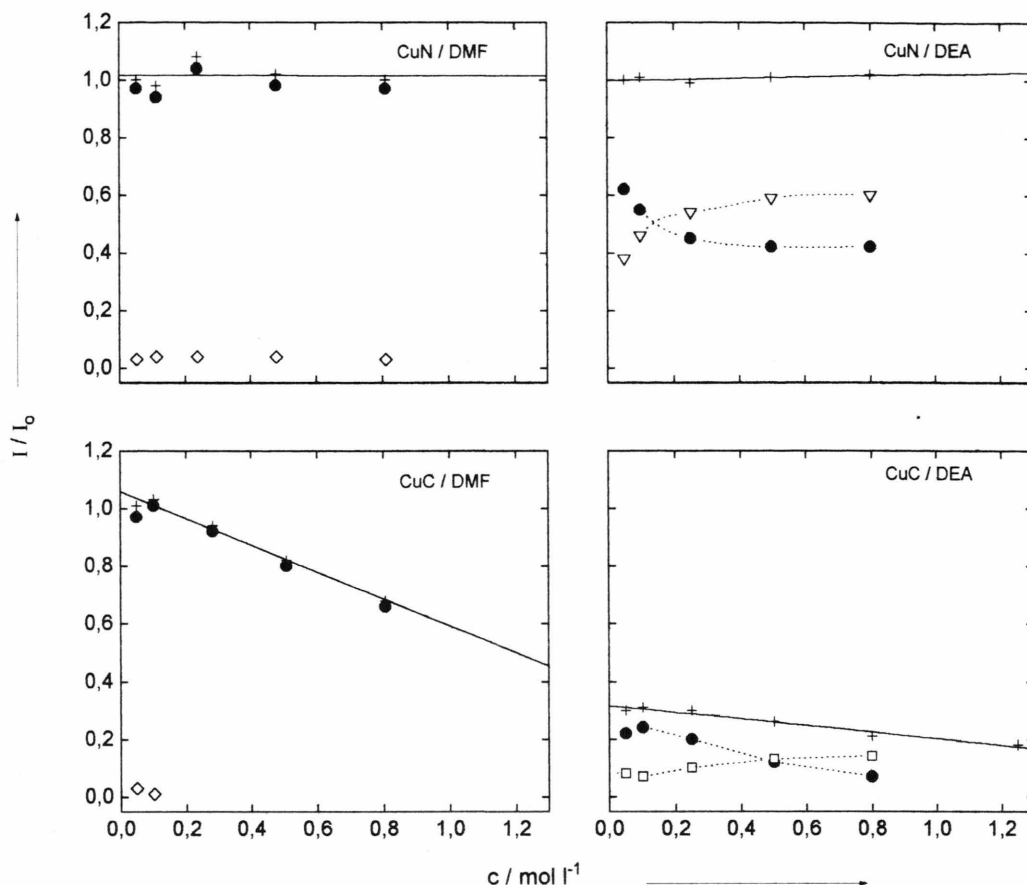 1,2
1,0
0,8
0,6
0,4
0,2
0,0
CuN / DMF
CuN / DEA
I / Io
1,2
1,0
0,8
0,6
0,4
0,2
0,0
CuC / DMF
CuC / DEA
0,0 0,2 0,4 0,6 0,8 1,0 1,2
0,0 0,2 0,4 0,6 0,8 1,0 1,2
c / mol l-1